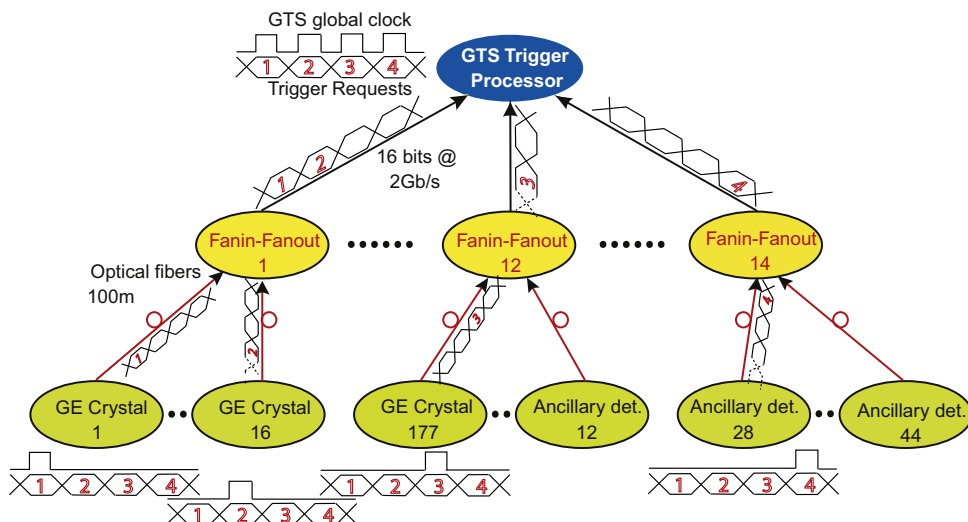 GTS global clock
1 2 3 4
Trigger Requests
GTS Trigger
Processor
1 2
16 bits @
2Gb/s
3
4
Fanin-Fanout
1
Fanin-Fanout
12
Fanin-Fanout
14
Optical fibers
100m
1
2
3
4
GE Crystal
1
GE Crystal
16
GE Crystal
177
Ancillary det.
12
Ancillary det.
28
Ancillary det.
44
1 2 3 4
1 2 3 4
1 2 3 4
1 2 3 4